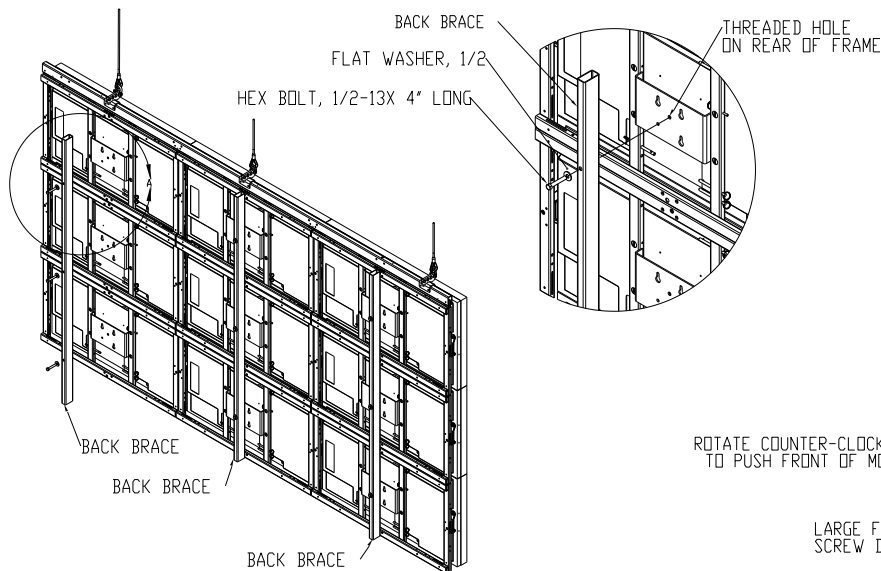 BACK BRACE
THREADED HOLE
ON REAR OF FRAME
FLAT WASHER, 1/2
HEX BOLT, 1/2-13X 4" LONG
A
BACK BRACE
BACK BRACE
BACK BRACE
ROTATE COUNTER-CLOCK
TO PUSH FRONT OF MO
LARGE F
SCREW D